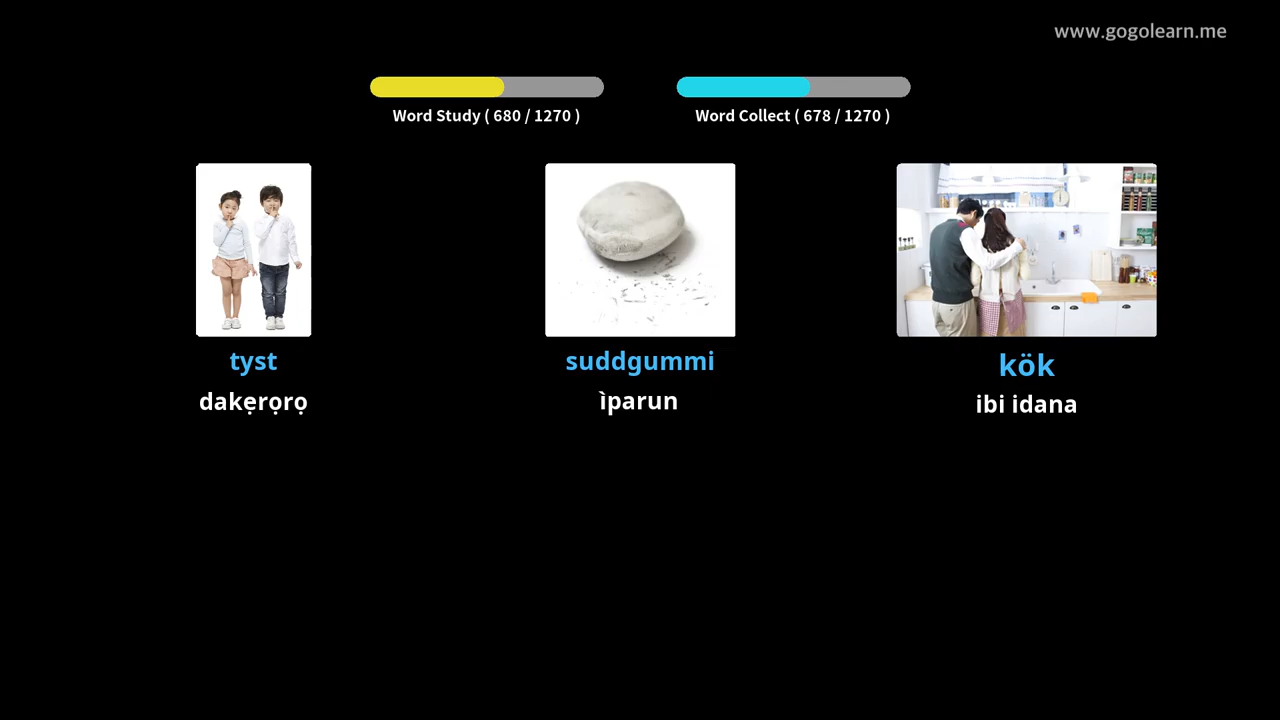 www.gogolearn.me
Word Study ( 680 / 1270 )
Word Collect ( 678 / 1270 )
tyst
dakẹrọrọ
suddgummi
ìparun
kök
ibi idana